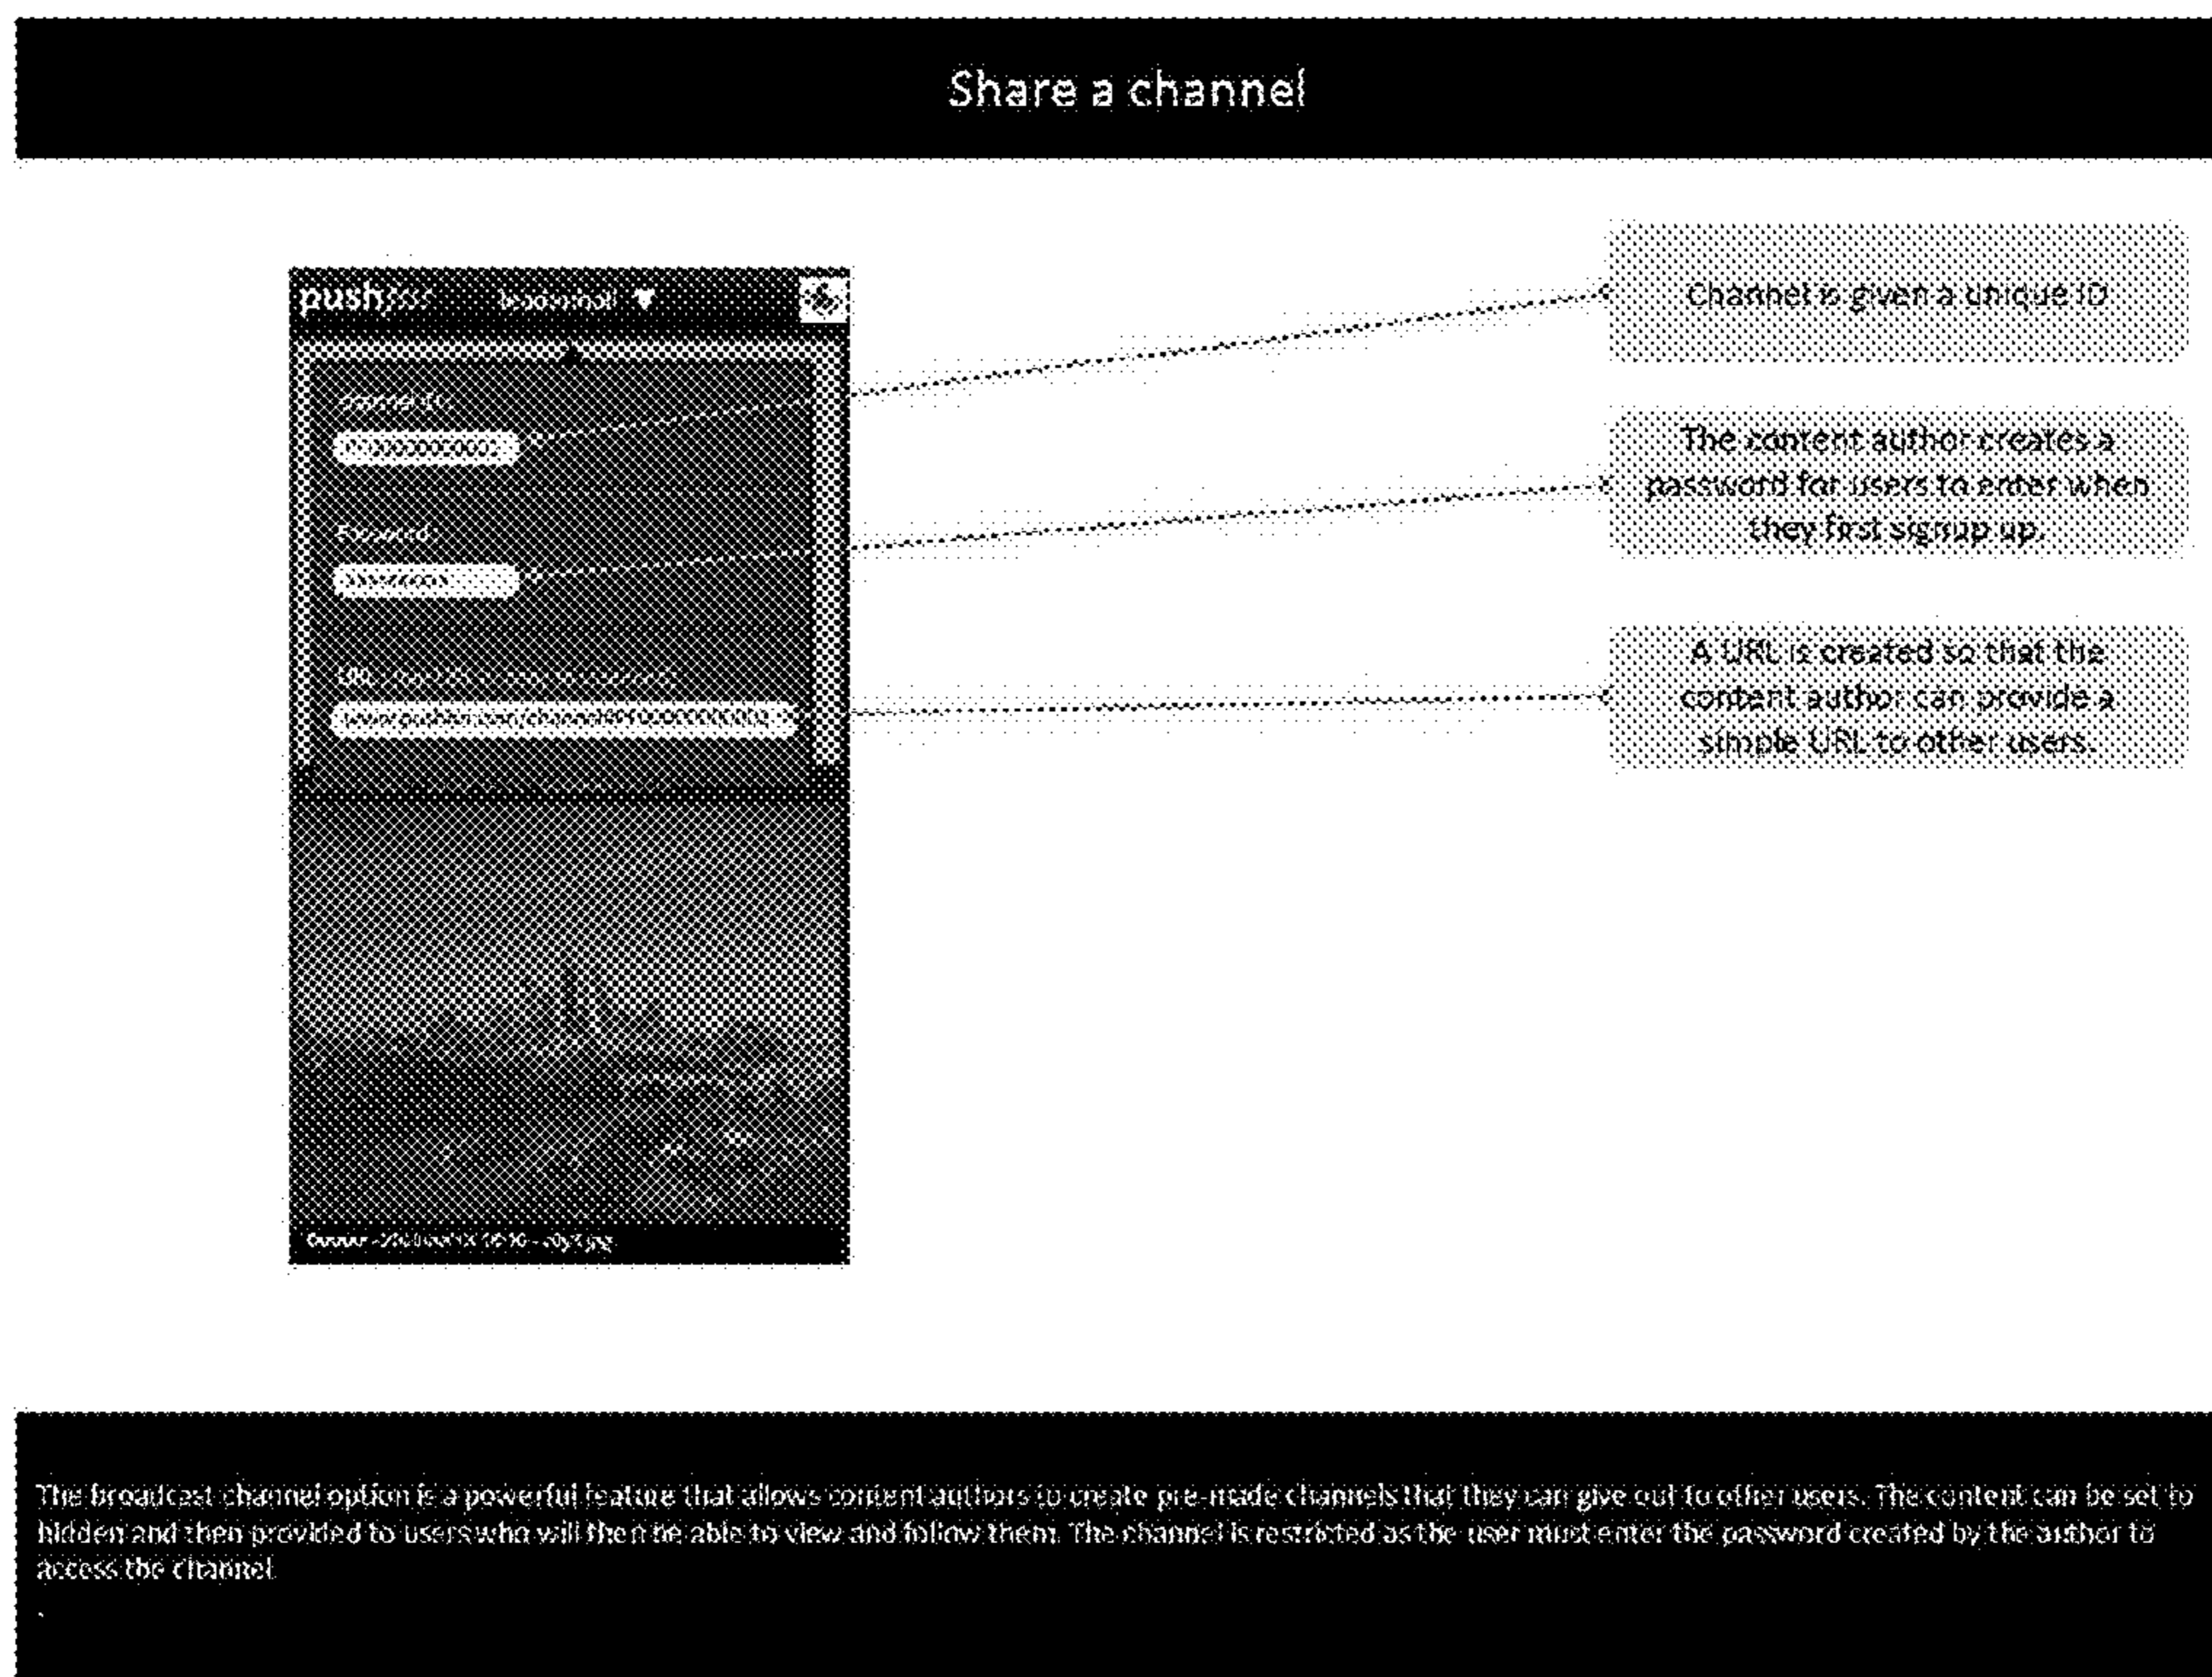 Share a channel
push
Channel is given a unique ID
Channel ID:
The content author creates a
password for users to enter when
they first signup up.
Password:
A URL is created so that the
content author can provide a
simple URL to other users.
URL
The broadcast channel option is a powerful feature that allows content authors to create pre-made channels that they can give out to other users. The content can be set to
hidden and then provided to users who will then be able to view and follow them. The channel is restricted as the user must enter the password created by the author to
access the channel
.